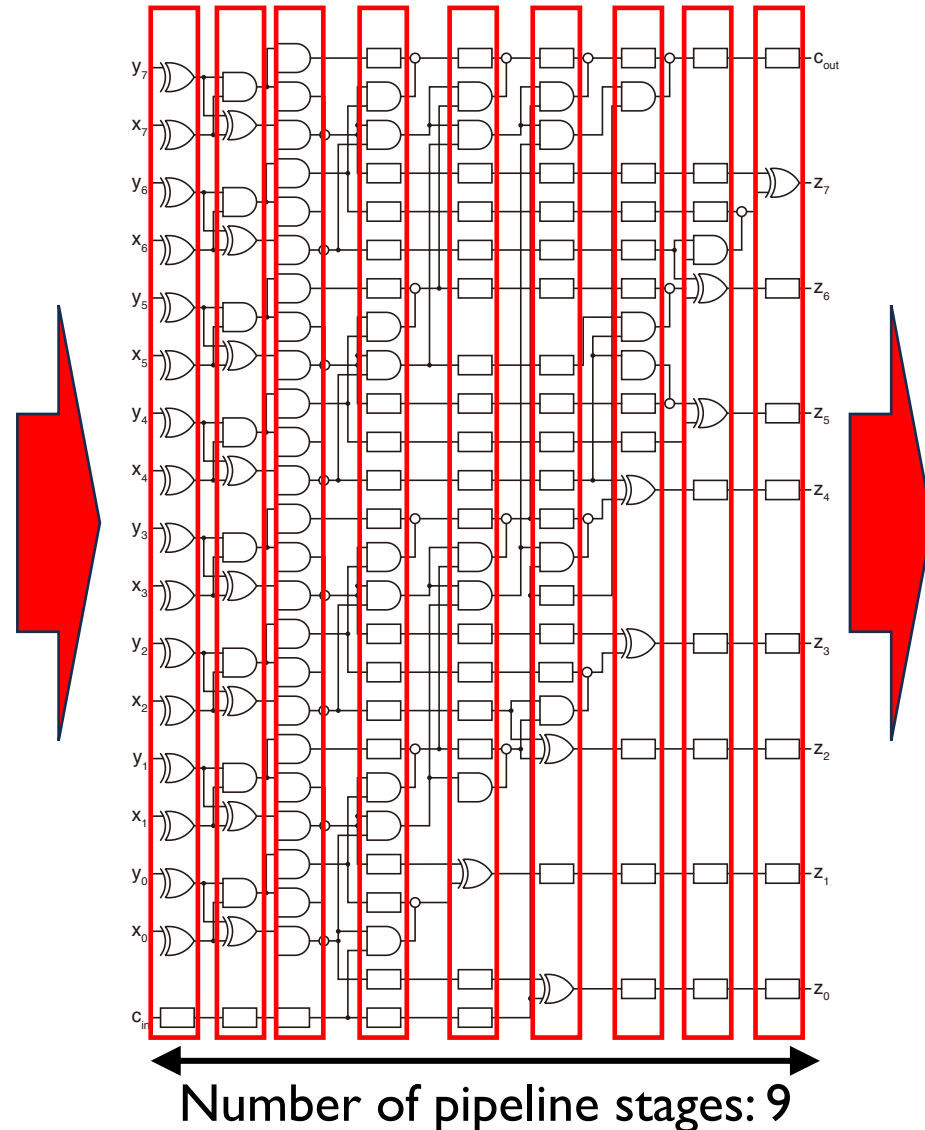 y7
cout
x7
y6
z7
x6
y5
z6
x5
y4
z5
x4
z4
y3
x3
y2
z3
x2
y1
z2
x1
y0
z1
x0
z0
cin
Number of pipeline stages: 9